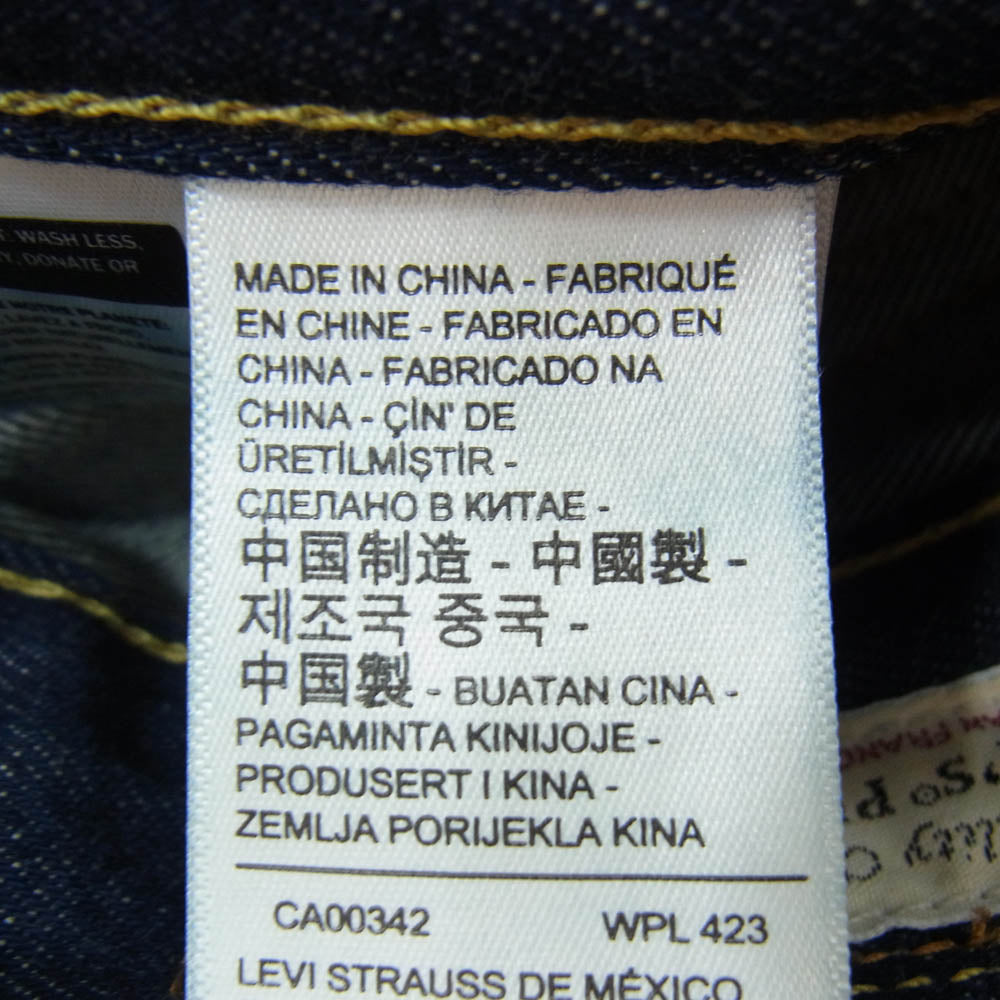 T. WASH LESS,
Y, DONATE OR
NOTRE PLANÈTE:
MADE IN CHINA - FABRIQUÉ
EN CHINE - FABRICADO EN
CHINA - FABRICADO NA
CHINA - ÇİN' DE
ÜRETİLMİŞTİR -
СДЕЛАНО В КИТАЕ -
中国制造 - 中國製 -
제조국 중국 -
中国製 - BUATAN CINA -
PAGAMINTA KINIJOJE -
PRODUSERT I KINA -
ZEMLJA PORIJEKLA KINA
CA00342 WPL 423
LEVI STRAUSS DE MÉXICO